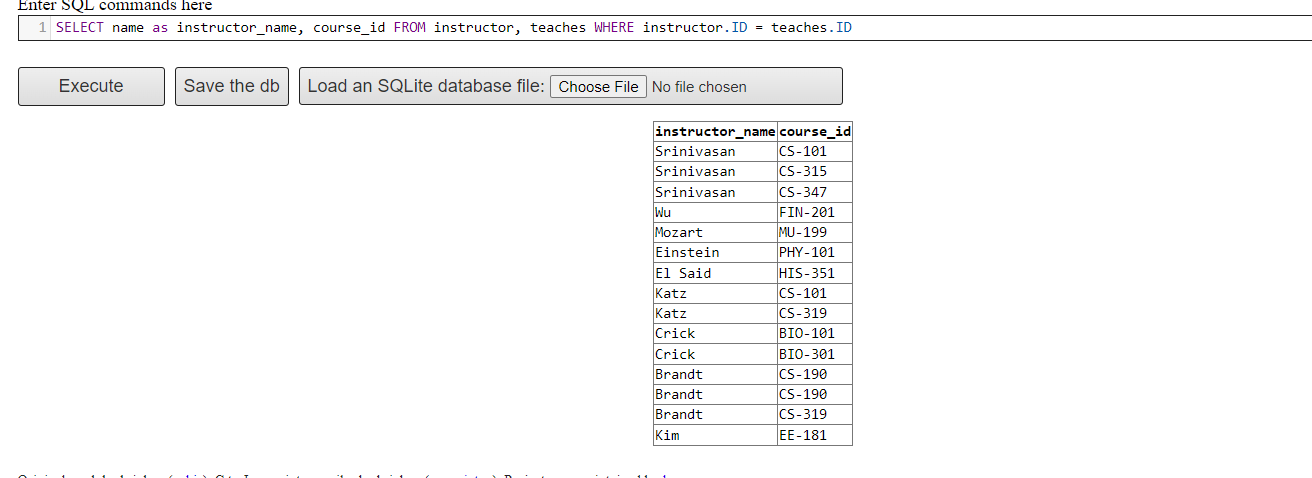 Enter SQL commands here
1 SELECT name as instructor_name, course_id FROM instructor, teaches WHERE instructor.ID = teaches.ID
Execute Save the db Load an SQLite database file: Choose File No file chosen
instructor_name course_id
Srinivasan CS-101
Srinivasan CS-315
Srinivasan CS-347
Wu FIN-201
Mozart MU-199
Einstein PHY-101
El Said HIS-351
Katz CS-101
Katz CS-319
Crick BIO-101
Crick BIO-301
Brandt CS-190
Brandt CS-190
Brandt CS-319
Kim EE-181